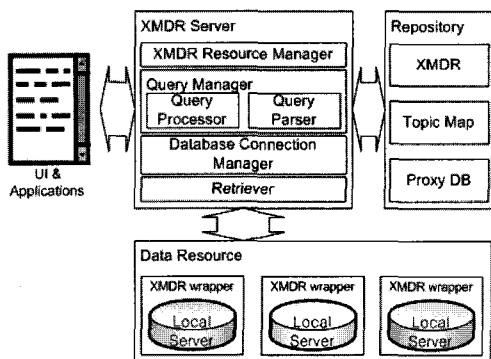 XMDR Server
XMDR Resource Manager
Query Manager
Query
Processor
Query
Parser
Database Connection
Manager
Retriever
UI &
Applications
Repository
XMDR
Topic Map
Proxy DB
Data Resource
XMDR wrapper
Local
Server
XMDR wrapper
Local
Server
XMDR wrapper
Local
Server